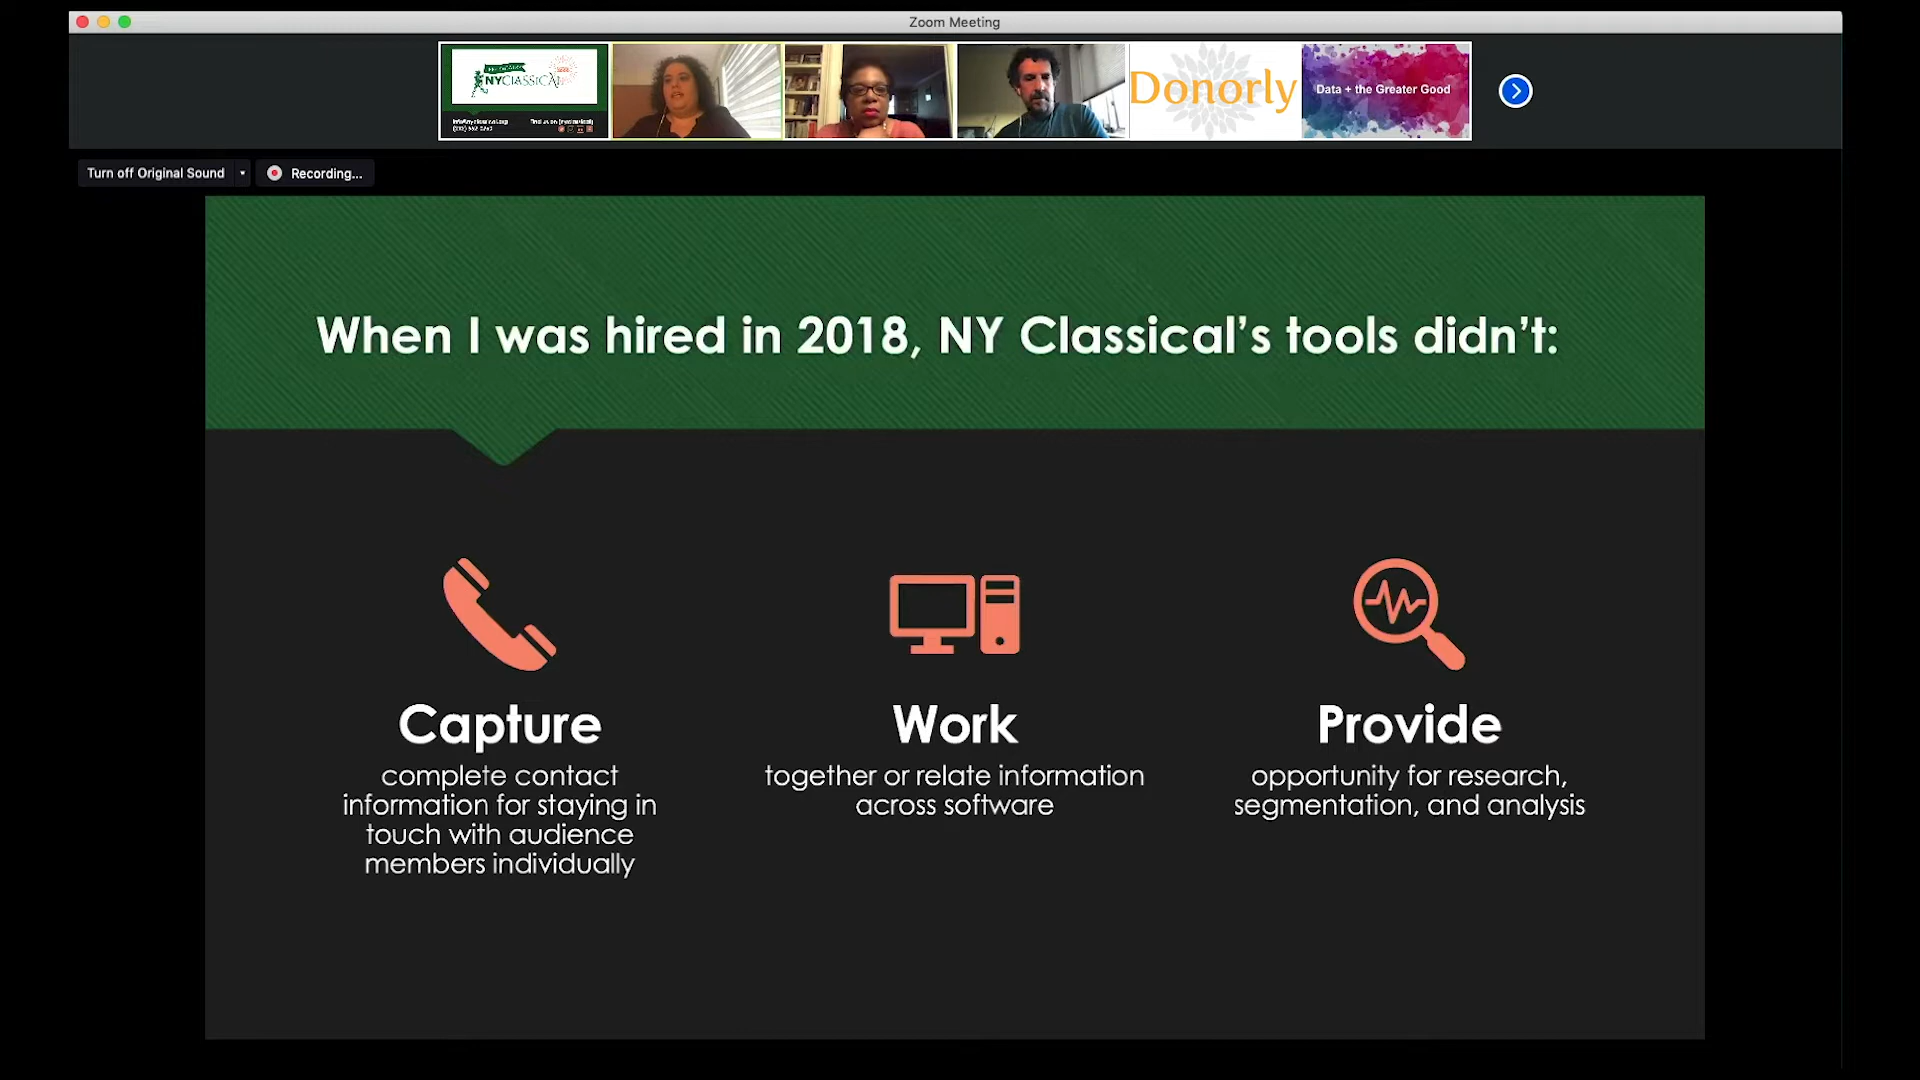 Zoom Meeting
NYCLASSICAL
Donorly
Data + the Greater Good
Turn off Original Sound
Recording...
When I was hired in 2018, NY Classical’s tools didn’t:
Capture
complete contact
information for staying in
touch with audience
members individually
Work
together or relate information
across software
Provide
opportunity for research,
segmentation, and analysis